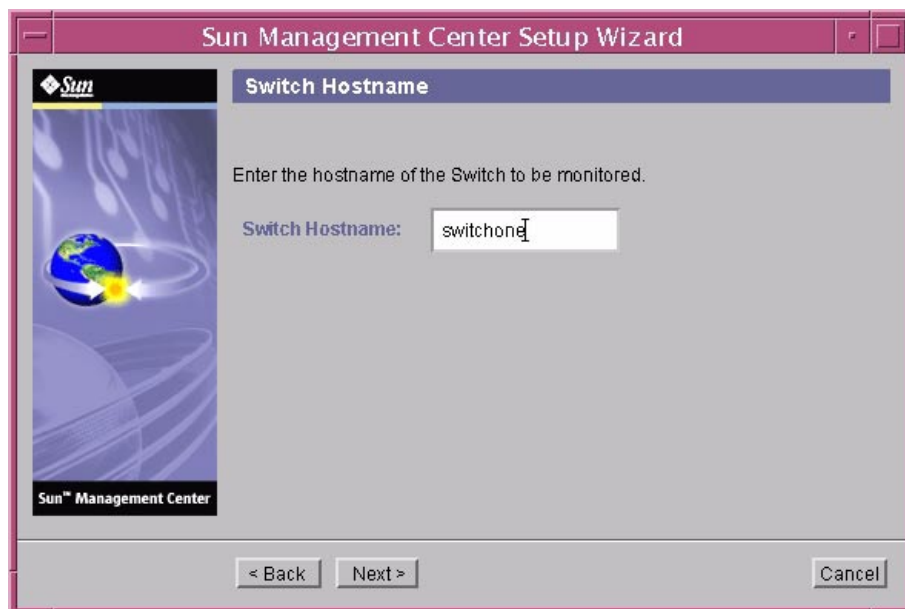 Sun Management Center Setup Wizard
Sun
Switch Hostname
Enter the hostname of the Switch to be monitored.
Switch Hostname: switchone
Sun™ Management Center
< Back Next > Cancel